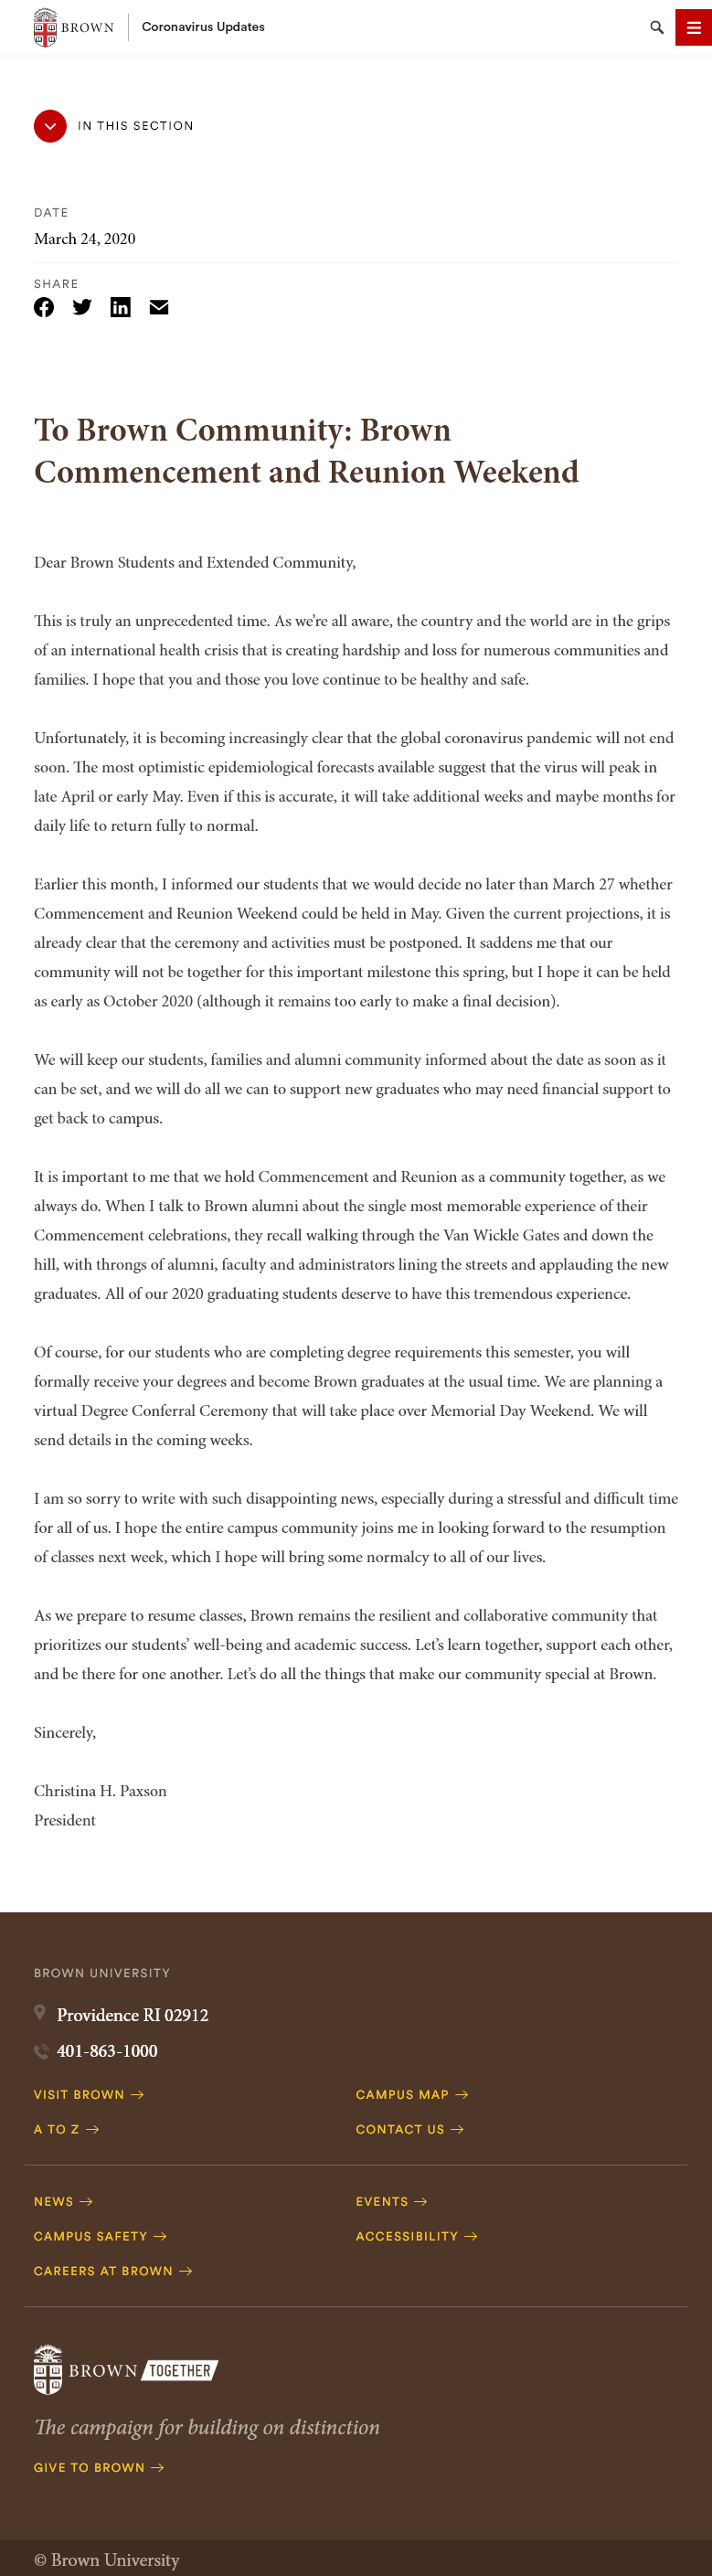 BROWN
Coronavirus Updates
IN THIS SECTION
DATE
March 24, 2020
SHARE
To Brown Community: Brown
Commencement and Reunion Weekend
Dear Brown Students and Extended Community,
This is truly an unprecedented time. As we’re all aware, the country and the world are in the grips
of an international health crisis that is creating hardship and loss for numerous communities and
families. I hope that you and those you love continue to be healthy and safe.
Unfortunately, it is becoming increasingly clear that the global coronavirus pandemic will not end
soon. The most optimistic epidemiological forecasts available suggest that the virus will peak in
late April or early May. Even if this is accurate, it will take additional weeks and maybe months for
daily life to return fully to normal.
Earlier this month, I informed our students that we would decide no later than March 27 whether
Commencement and Reunion Weekend could be held in May. Given the current projections, it is
already clear that the ceremony and activities must be postponed. It saddens me that our
community will not be together for this important milestone this spring, but I hope it can be held
as early as October 2020 (although it remains too early to make a final decision).
We will keep our students, families and alumni community informed about the date as soon as it
can be set, and we will do all we can to support new graduates who may need financial support to
get back to campus.
It is important to me that we hold Commencement and Reunion as a community together, as we
always do. When I talk to Brown alumni about the single most memorable experience of their
Commencement celebrations, they recall walking through the Van Wickle Gates and down the
hill, with throngs of alumni, faculty and administrators lining the streets and applauding the new
graduates. All of our 2020 graduating students deserve to have this tremendous experience.
Of course, for our students who are completing degree requirements this semester, you will
formally receive your degrees and become Brown graduates at the usual time. We are planning a
virtual Degree Conferral Ceremony that will take place over Memorial Day Weekend. We will
send details in the coming weeks.
I am so sorry to write with such disappointing news, especially during a stressful and difficult time
for all of us. I hope the entire campus community joins me in looking forward to the resumption
of classes next week, which I hope will bring some normalcy to all of our lives.
As we prepare to resume classes, Brown remains the resilient and collaborative community that
prioritizes our students’ well-being and academic success. Let’s learn together, support each other,
and be there for one another. Let’s do all the things that make our community special at Brown.
Sincerely,
Christina H. Paxson
President
BROWN UNIVERSITY
Providence RI 02912
401-863-1000
VISIT BROWN
CAMPUS MAP
A TO Z
CONTACT US
NEWS
EVENTS
CAMPUS SAFETY
ACCESSIBILITY
CAREERS AT BROWN
BROWN TOGETHER
The campaign for building on distinction
GIVE TO BROWN
© Brown University